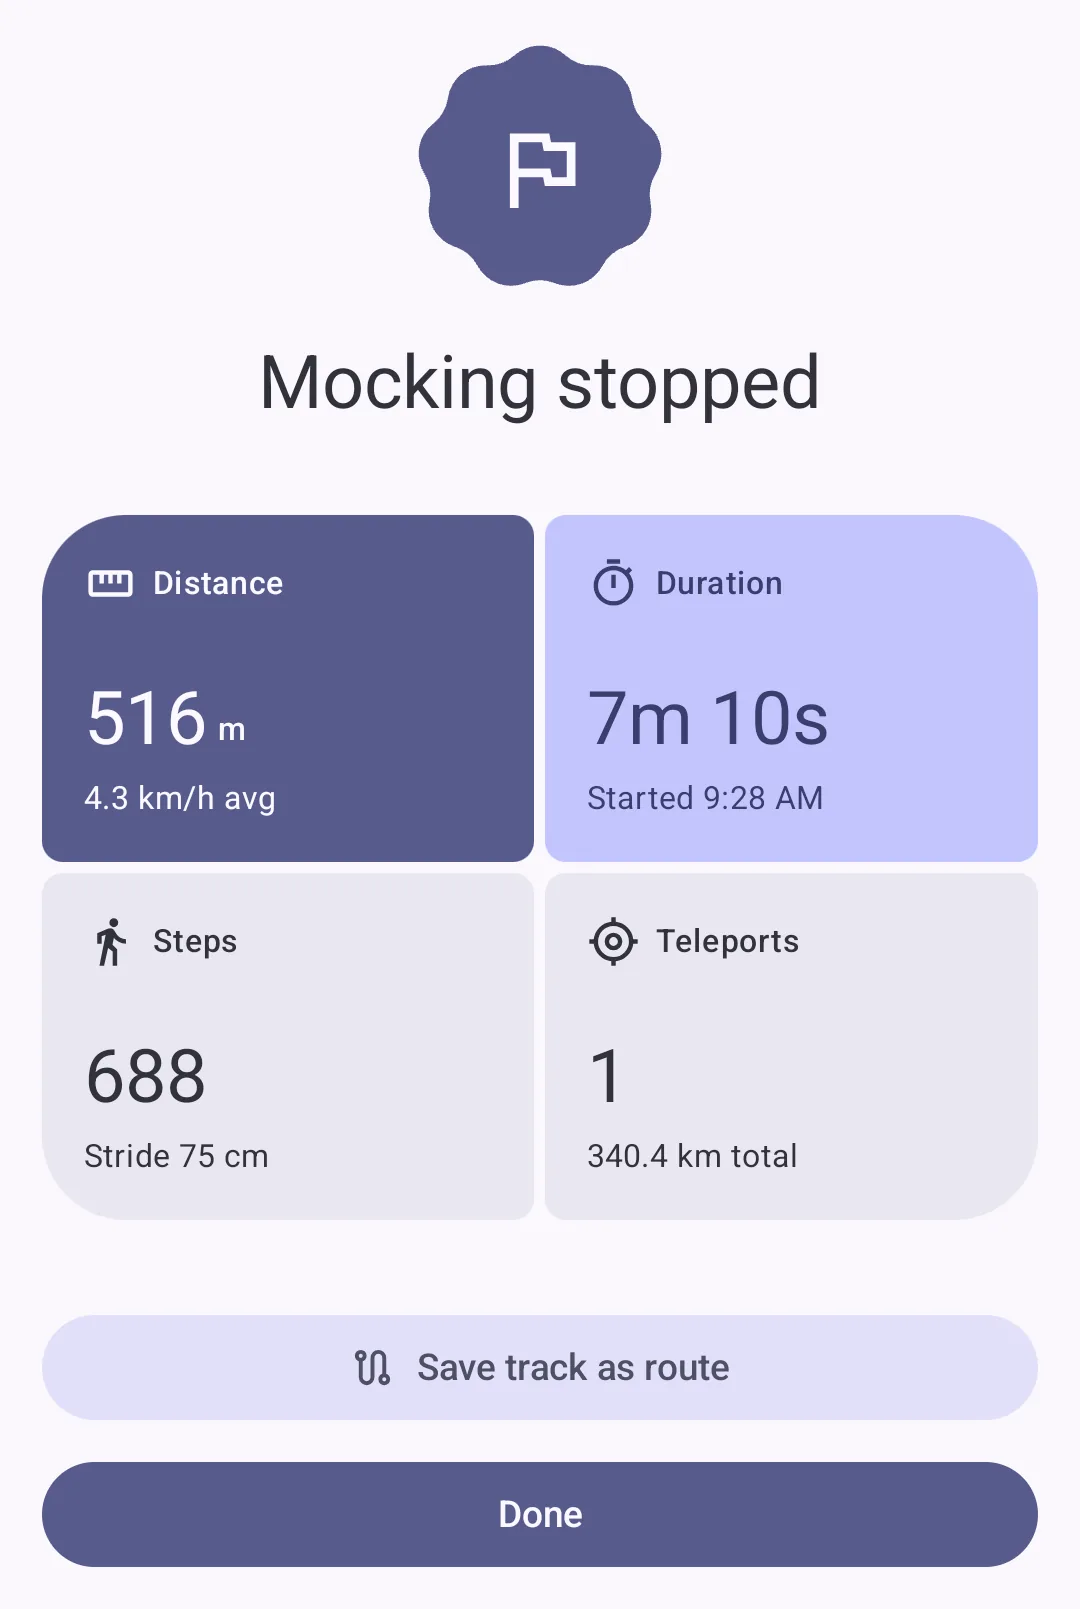 Mocking stopped
Distance
516 m
4.3 km/h avg
Duration
7m 10s
Started 9:28 AM
Steps
688
Stride 75 cm
Teleports
1
340.4 km total
Save track as route
Done